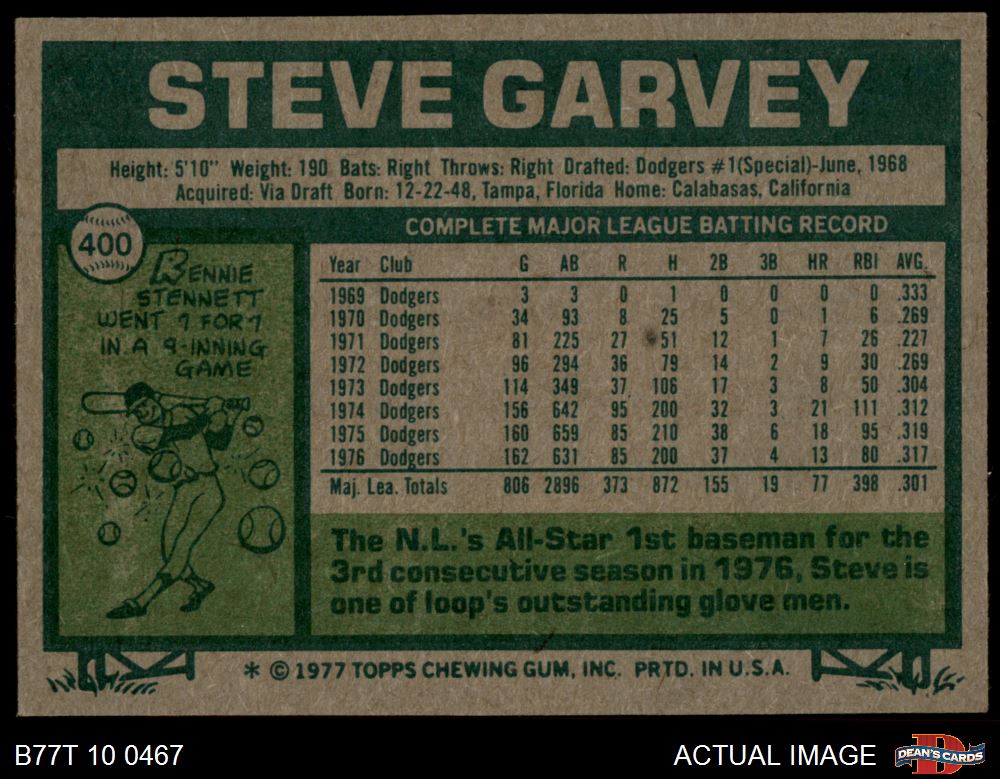 STEVE GARVEY
Height: 5'10" Weight: 190 Bats: Right Throws: Right Drafted: Dodgers #1(Special)-June, 1968
Acquired: Via Draft Born: 12-22-48, Tampa, Florida Home: Calabasas, California
400
COMPLETE MAJOR LEAGUE BATTING RECORD
RENNIE
STENNETT
WENT 7 FOR 7
IN A 9-INNING
GAME
Year Club G AB R H 2B 3B HR RBI AVG.
1969 Dodgers 3 3 0 1 0 0 0 0 .333
1970 Dodgers 34 93 8 25 5 0 1 6 .269
1971 Dodgers 81 225 27 51 12 1 7 26 .227
1972 Dodgers 96 294 36 79 14 2 9 30 .269
1973 Dodgers 114 349 37 106 17 3 8 50 .304
1974 Dodgers 156 642 95 200 32 3 21 111 .312
1975 Dodgers 160 659 85 210 38 6 18 95 .319
1976 Dodgers 162 631 85 200 37 4 13 80 .317
Maj. Lea. Totals 806 2896 373 872 155 19 77 398 .301
The N.L.'s All-Star 1st baseman for the
3rd consecutive season in 1976, Steve is
one of loop's outstanding glove men.
* © 1977 TOPPS CHEWING GUM, INC. PRTD. IN U.S.A.
B77T 10 0467
ACTUAL IMAGE
DEAN'S CARDS